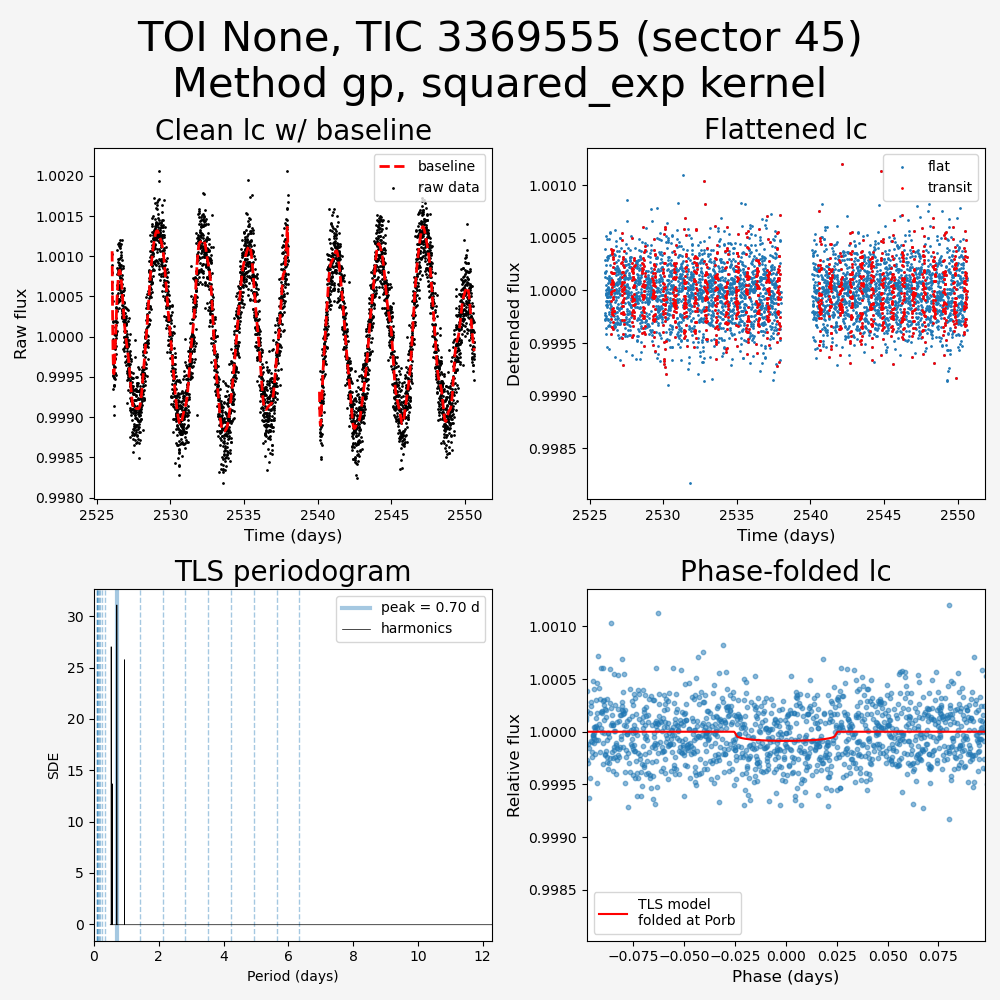 TOI None, TIC 3369555 (sector 45)
Method gp, squared_exp kernel
Clean lc w/ baseline
baseline
raw data
1.0020
1.0015
1.0010
1.0005
1.0000
0.9995
0.9990
0.9985
0.9980
Raw flux
2525 2530 2535 2540 2545 2550
Time (days)
Flattened lc
flat
transit
1.0010
1.0005
1.0000
0.9995
0.9990
0.9985
Detrended flux
2525 2530 2535 2540 2545 2550
Time (days)
TLS periodogram
peak = 0.70 d
harmonics
30
25
20
15
10
5
0
SDE
0 2 4 6 8 10 12
Period (days)
Phase-folded lc
1.0010
1.0005
1.0000
0.9995
0.9990
0.9985
Relative flux
TLS model
folded at Porb
−0.075 −0.050 −0.025 0.000 0.025 0.050 0.075
Phase (days)